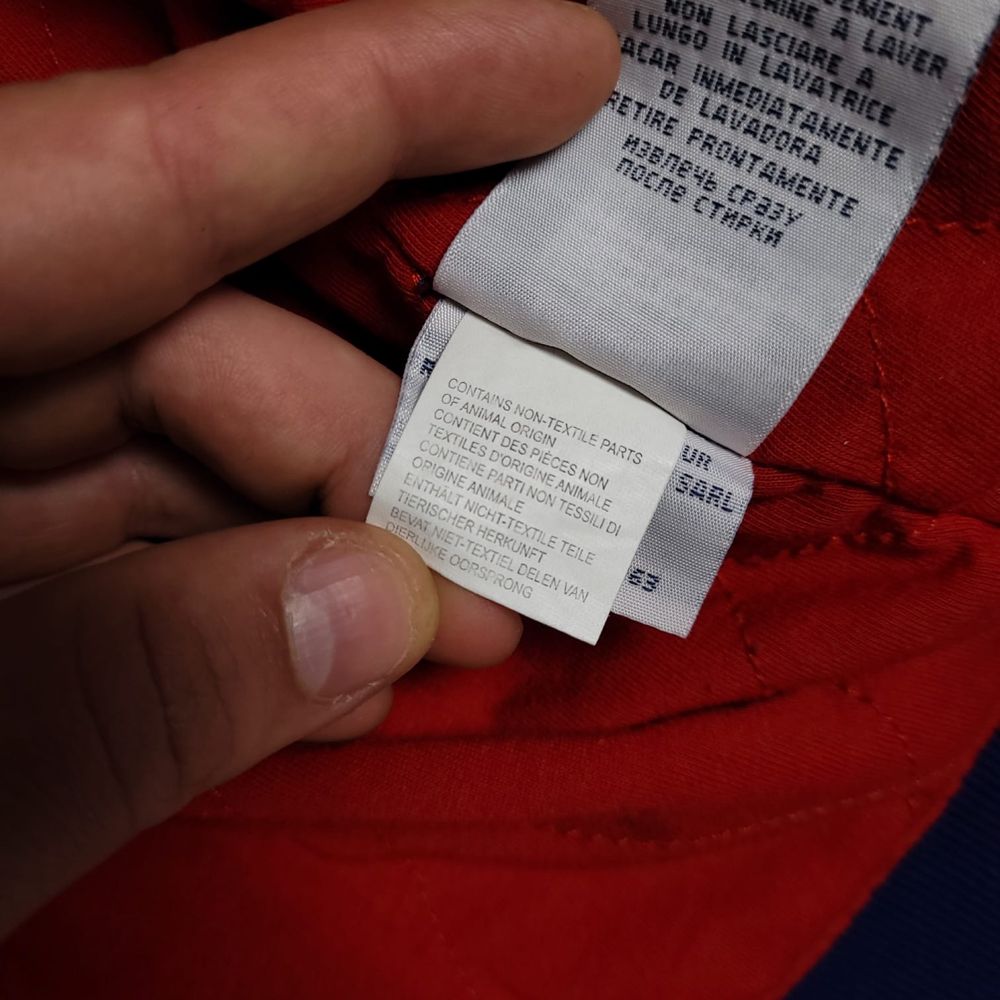 NON LASCIARE A
LUNGO IN LAVATRICE
INMEDIATAMENTE
DE LAVADORA
RETIRE PRONTAMENTE
ИЗВЛЕЧЬ СРАЗУ
ПОСЛЕ СТИРКИ
CONTAINS NON-TEXTILE PARTS
OF ANIMAL ORIGIN
CONTIENT DES PIÈCES NON
TEXTILES D'ORIGINE ANIMALE
CONTIENE PARTI NON TESSILI DI
ORIGINE ANIMALE
ENTHÄLT NICHT-TEXTILE TEILE
TIERISCHER HERKUNFT
BEVAT NIET-TEXTIEL DELEN VAN
DIERLIJKE OORSPRONG
UR
SARL